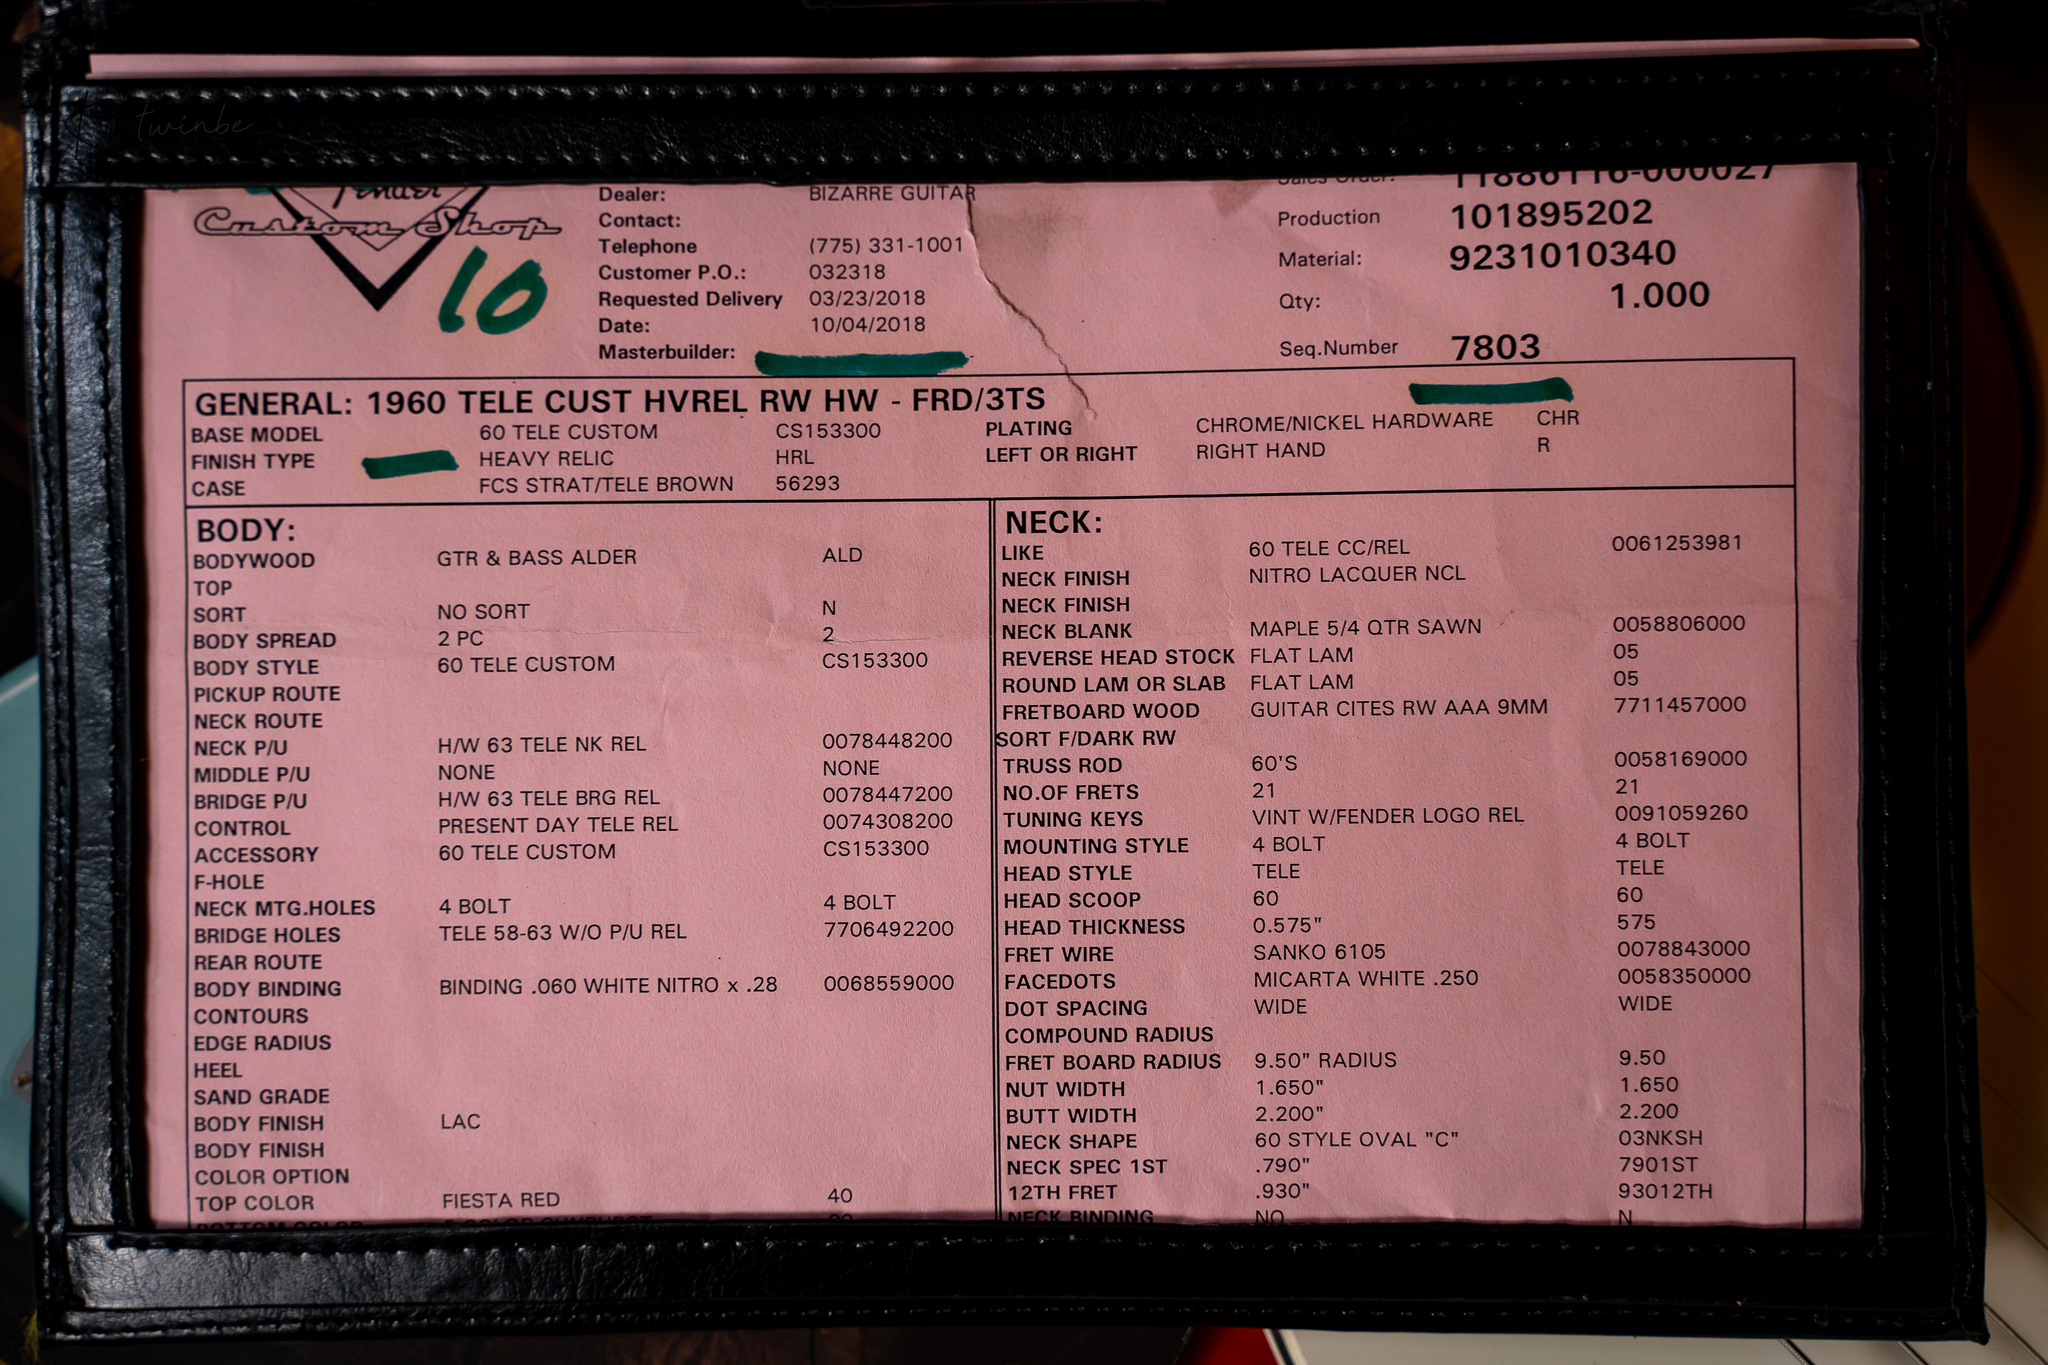 twinbe
Fender
Custom Shop
10
Dealer: BIZARRE GUITAR
Contact:
Telephone (775) 331-1001
Customer P.O.: 032318
Requested Delivery 03/23/2018
Date: 10/04/2018
Masterbuilder:
Sales Order: 11886116-000027
Production 101895202
Material: 9231010340
Qty: 1.000
Seq.Number 7803
GENERAL: 1960 TELE CUST HVREL RW HW - FRD/3TS
BASE MODEL 60 TELE CUSTOM CS153300 PLATING CHROME/NICKEL HARDWARE CHR
FINISH TYPE HEAVY RELIC HRL LEFT OR RIGHT RIGHT HAND R
CASE FCS STRAT/TELE BROWN 56293
BODY:
BODYWOOD GTR & BASS ALDER ALD
TOP
SORT NO SORT N
BODY SPREAD 2 PC 2
BODY STYLE 60 TELE CUSTOM CS153300
PICKUP ROUTE
NECK ROUTE
NECK P/U H/W 63 TELE NK REL 0078448200
MIDDLE P/U NONE NONE
BRIDGE P/U H/W 63 TELE BRG REL 0078447200
CONTROL PRESENT DAY TELE REL 0074308200
ACCESSORY 60 TELE CUSTOM CS153300
F-HOLE
NECK MTG.HOLES 4 BOLT 4 BOLT
BRIDGE HOLES TELE 58-63 W/O P/U REL 7706492200
REAR ROUTE
BODY BINDING BINDING .060 WHITE NITRO x .28 0068559000
CONTOURS
EDGE RADIUS
HEEL
SAND GRADE
BODY FINISH LAC
BODY FINISH
COLOR OPTION
TOP COLOR FIESTA RED 40
BOTTOM COLOR 3 COLOR SUNBURST
NECK:
LIKE 60 TELE CC/REL 0061253981
NECK FINISH NITRO LACQUER NCL
NECK FINISH
NECK BLANK MAPLE 5/4 QTR SAWN 0058806000
REVERSE HEAD STOCK FLAT LAM 05
ROUND LAM OR SLAB FLAT LAM 05
FRETBOARD WOOD GUITAR CITES RW AAA 9MM 7711457000
SORT F/DARK RW
TRUSS ROD 60'S 0058169000
NO.OF FRETS 21 21
TUNING KEYS VINT W/FENDER LOGO REL 0091059260
MOUNTING STYLE 4 BOLT 4 BOLT
HEAD STYLE TELE TELE
HEAD SCOOP 60 60
HEAD THICKNESS 0.575" 575
FRET WIRE SANKO 6105 0078843000
FACEDOTS MICARTA WHITE .250 0058350000
DOT SPACING WIDE WIDE
COMPOUND RADIUS
FRET BOARD RADIUS 9.50" RADIUS 9.50
NUT WIDTH 1.650" 1.650
BUTT WIDTH 2.200" 2.200
NECK SHAPE 60 STYLE OVAL "C" 03NKSH
NECK SPEC 1ST .790" 7901ST
12TH FRET .930" 93012TH
NECK BINDING NO N